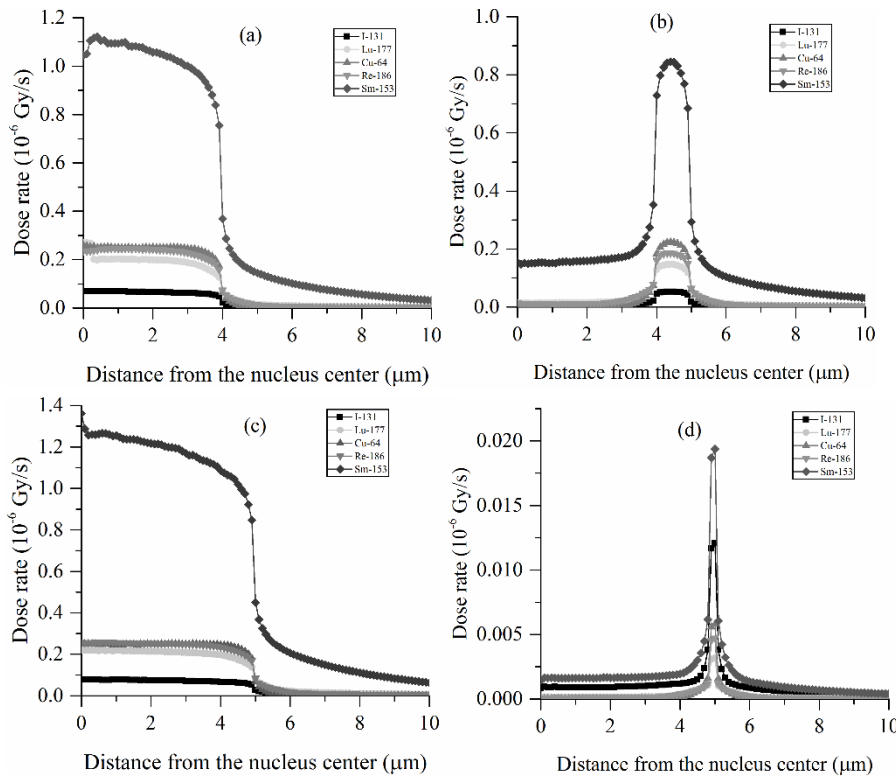 (a)
I-131
Lu-177
Cu-64
Re-186
Sm-153
Dose rate (10⁻⁶ Gy/s)
1.2
1.0
0.8
0.6
0.4
0.2
0.0
0 2 4 6 8 10
Distance from the nucleus center (μm)
(b)
I-131
Lu-177
Cu-64
Re-186
Sm-153
Dose rate (10⁻⁶ Gy/s)
1.0
0.8
0.6
0.4
0.2
0.0
0 2 4 6 8 10
Distance from the nucleus center (μm)
(c)
I-131
Lu-177
Cu-64
Re-186
Sm-153
Dose rate (10⁻⁶ Gy/s)
1.4
1.2
1.0
0.8
0.6
0.4
0.2
0.0
0 2 4 6 8 10
Distance from the nucleus center (μm)
(d)
I-131
Lu-177
Cu-64
Re-186
Sm-153
Dose rate (10⁻⁶ Gy/s)
0.020
0.015
0.010
0.005
0.000
0 2 4 6 8 10
Distance from the nucleus center (μm)